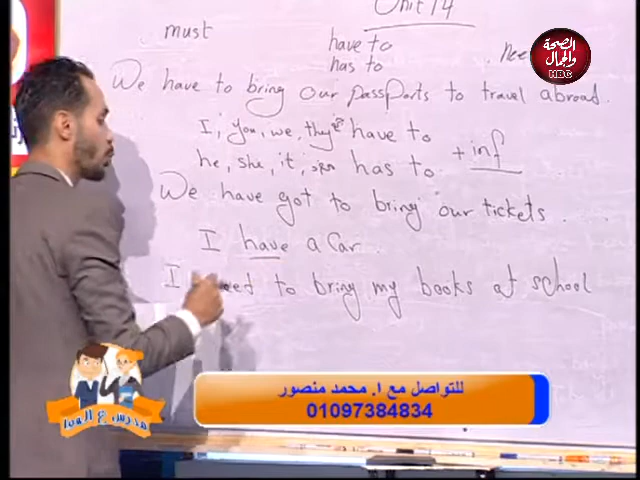 Unit 14
must
have to
has to
Nee
الصحة
والجمال
HBC
We have to bring our passports to travel abroad.
I, you, we, they have to
he, she, it, has to + inf
We have got to bring our tickets ....
I have a car.
I need to bring my books at school
للتواصل مع ا. محمد منصور
01097384834
مدرس ع الهوا